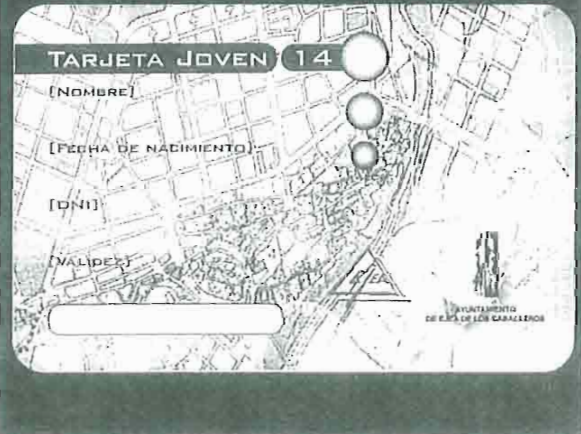 TARJETA JOVEN 14
[NOMBRE]
[FECHA DE NACIMIENTO]
[DNI]
[VALIDEZ]
AYUNTAMIENTO
DE EJEA DE LOS CABALLEROS